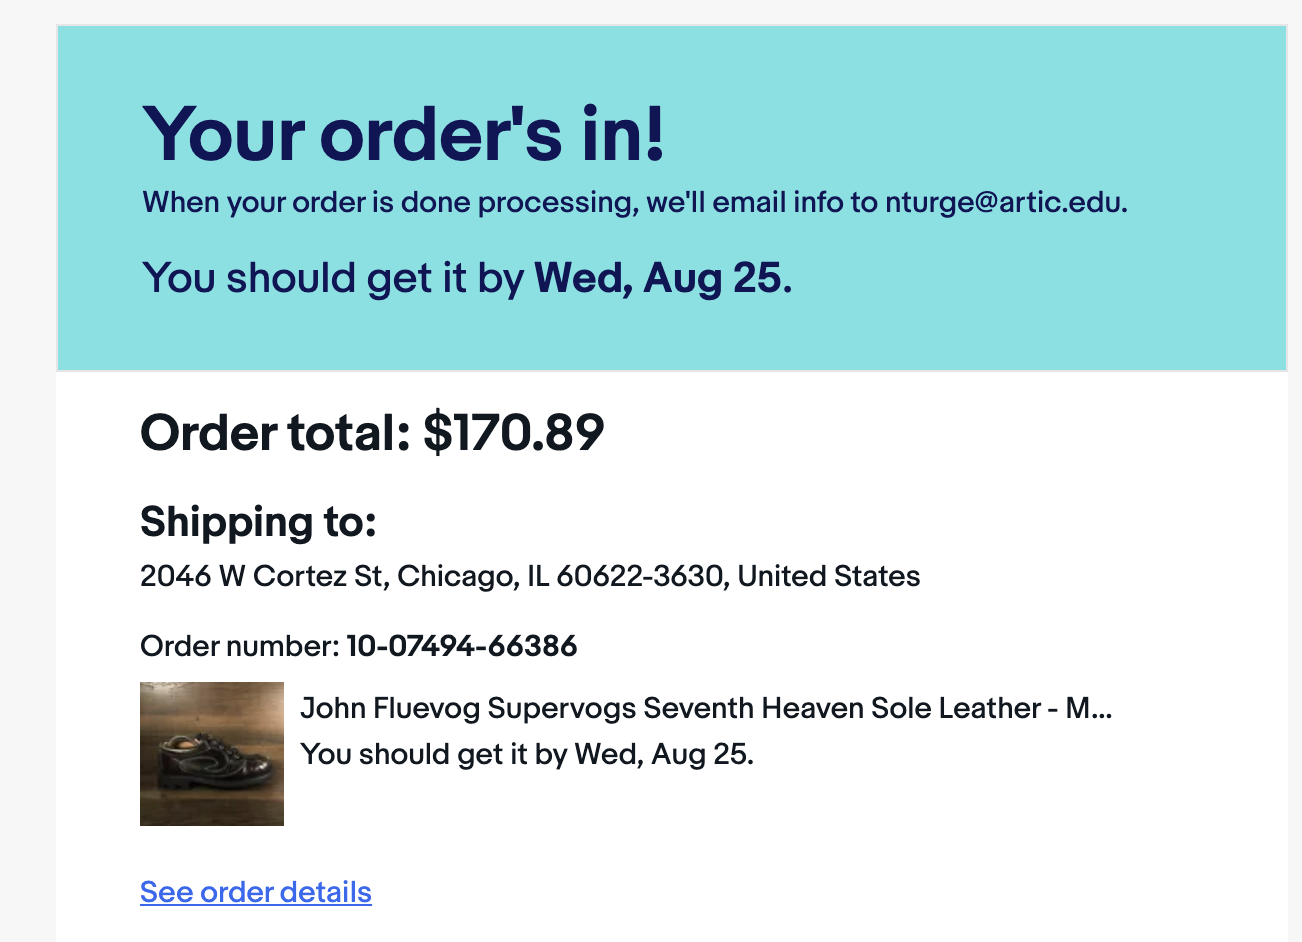 Your order's in!
When your order is done processing, we'll email info to nturge@artic.edu.
You should get it by Wed, Aug 25.
Order total: $170.89
Shipping to:
2046 W Cortez St, Chicago, IL 60622-3630, United States
Order number: 10-07494-66386
John Fluevog Supervogs Seventh Heaven Sole Leather - M...
You should get it by Wed, Aug 25.
See order details